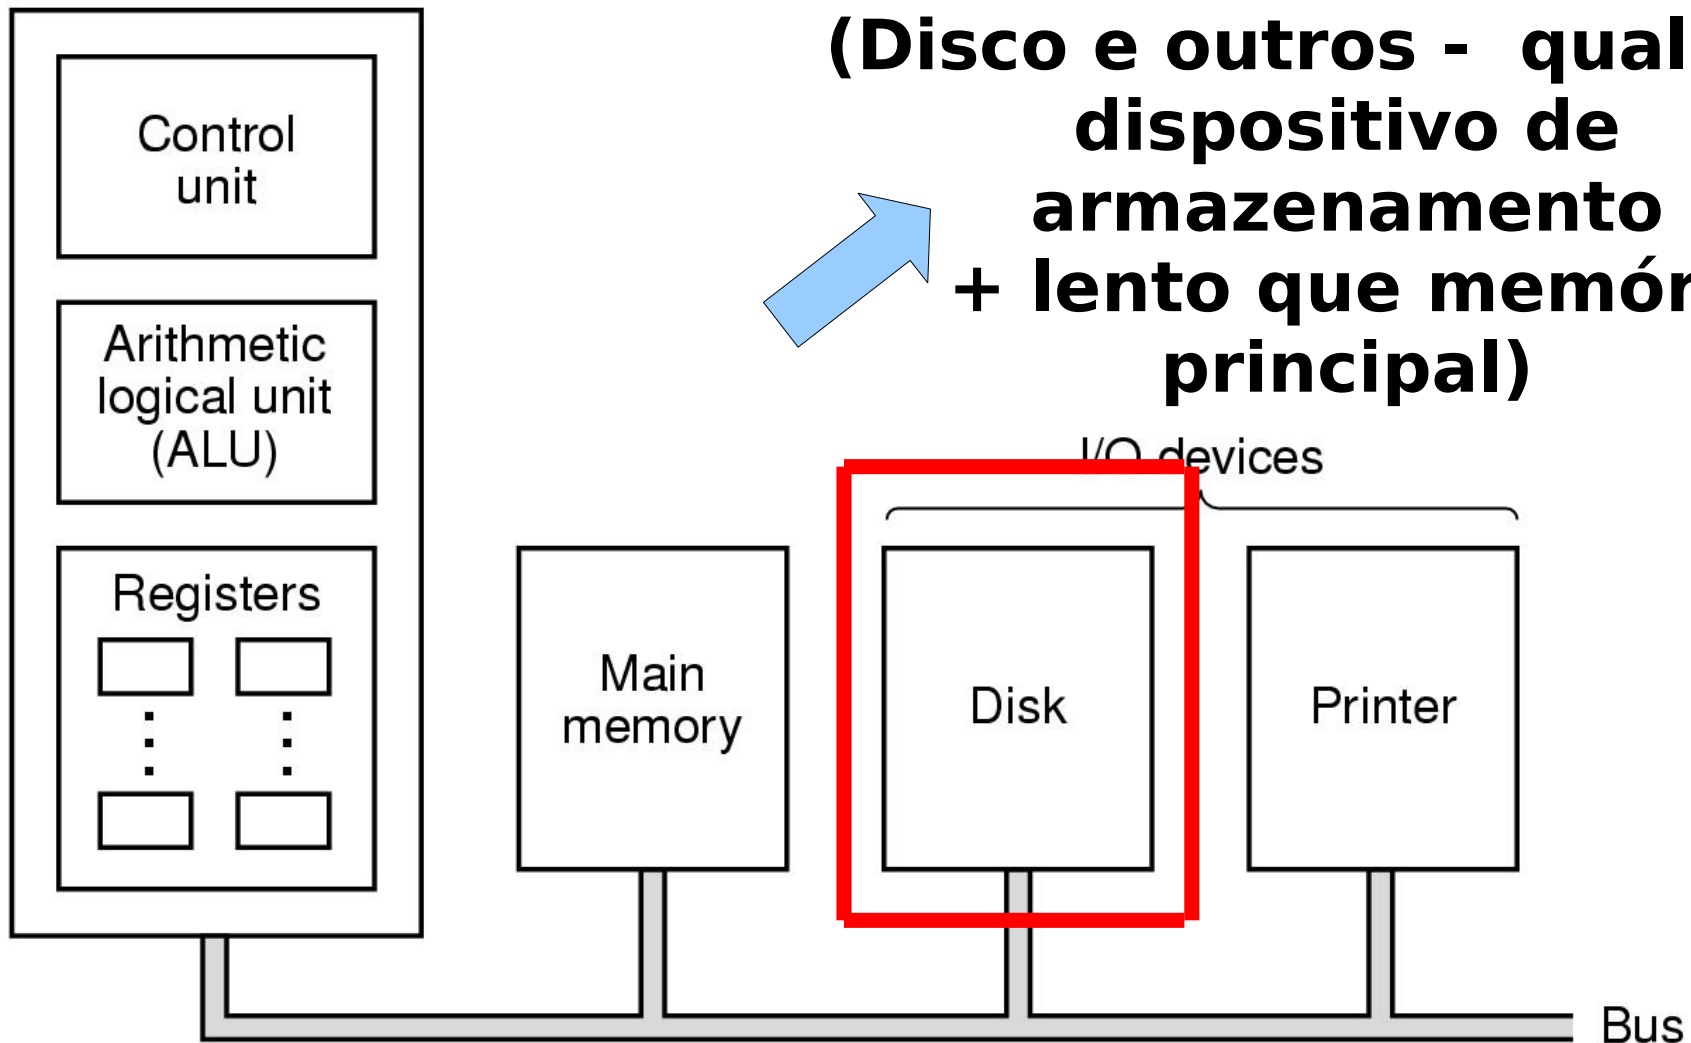 (Disco e outros - qual
dispositivo de
armazenamento
+ lento que memór
principal)
Control
unit
Arithmetic
logical unit
(ALU)
Registers
I/O devices
Main
memory
Disk
Printer
Bus